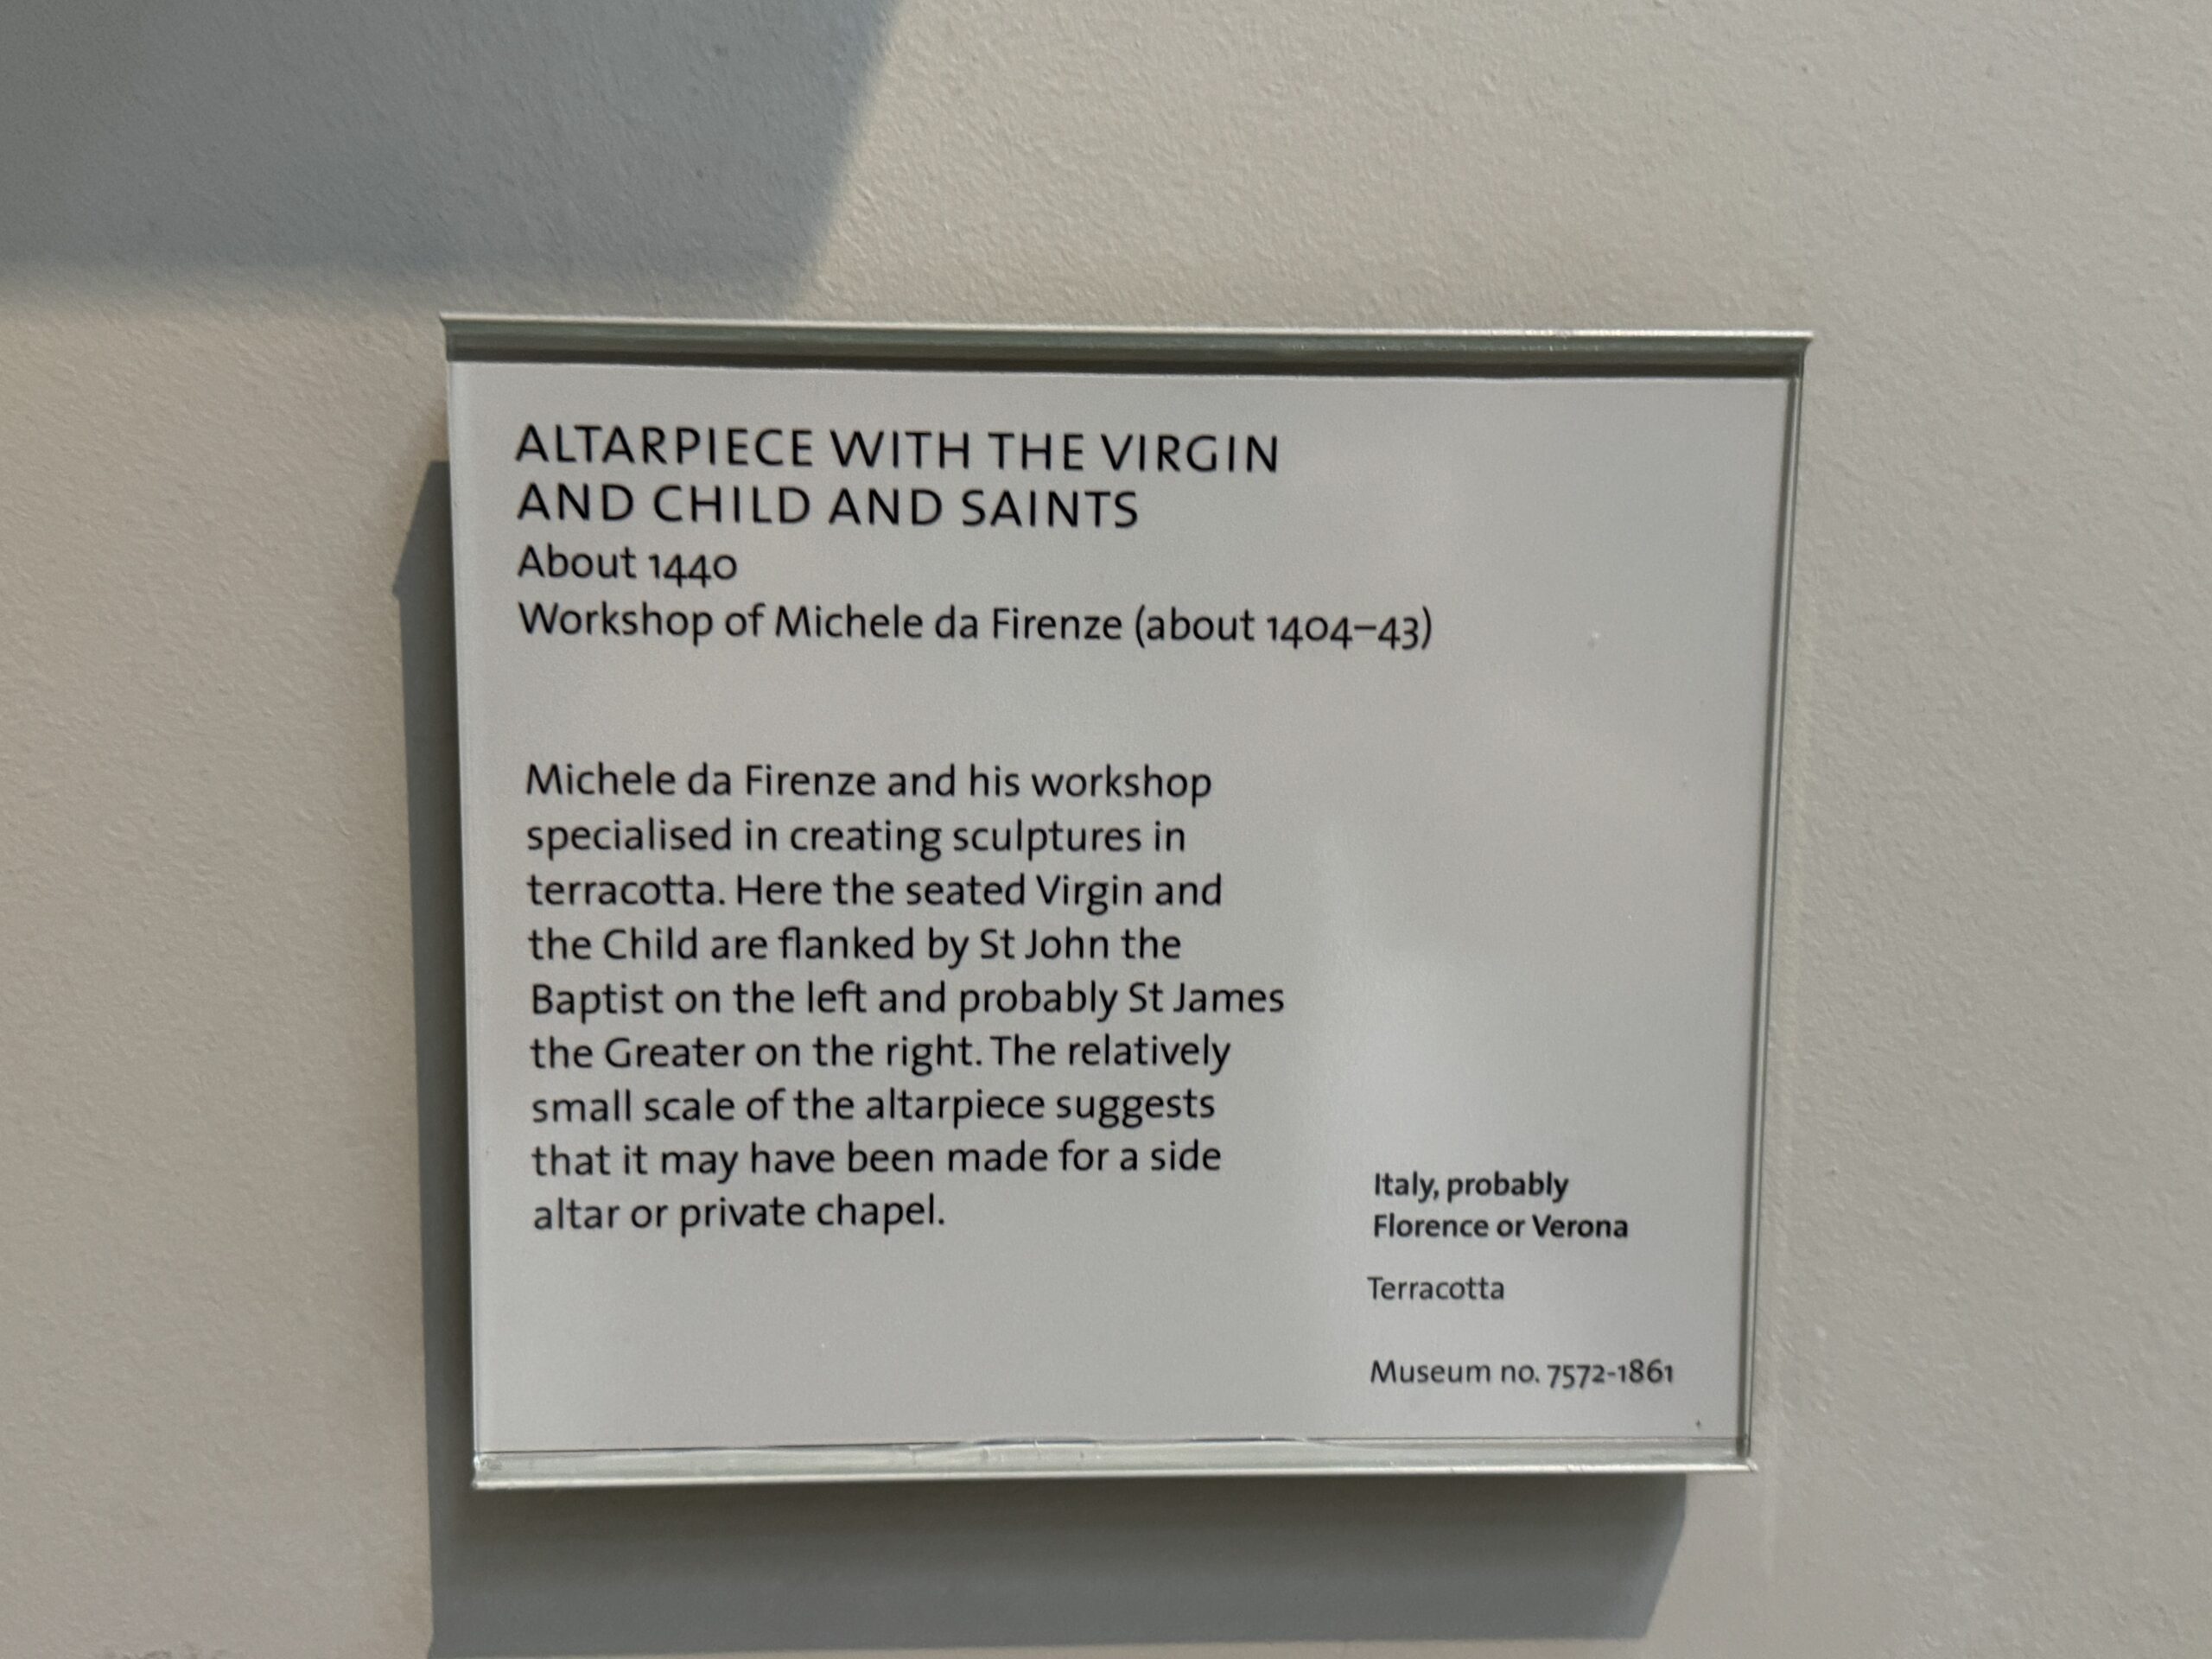 ALTARPIECE WITH THE VIRGIN
AND CHILD AND SAINTS
About 1440
Workshop of Michele da Firenze (about 1404–43)
Michele da Firenze and his workshop
specialised in creating sculptures in
terracotta. Here the seated Virgin and
the Child are flanked by St John the
Baptist on the left and probably St James
the Greater on the right. The relatively
small scale of the altarpiece suggests
that it may have been made for a side
altar or private chapel.
Italy, probably
Florence or Verona
Terracotta
Museum no. 7572-1861